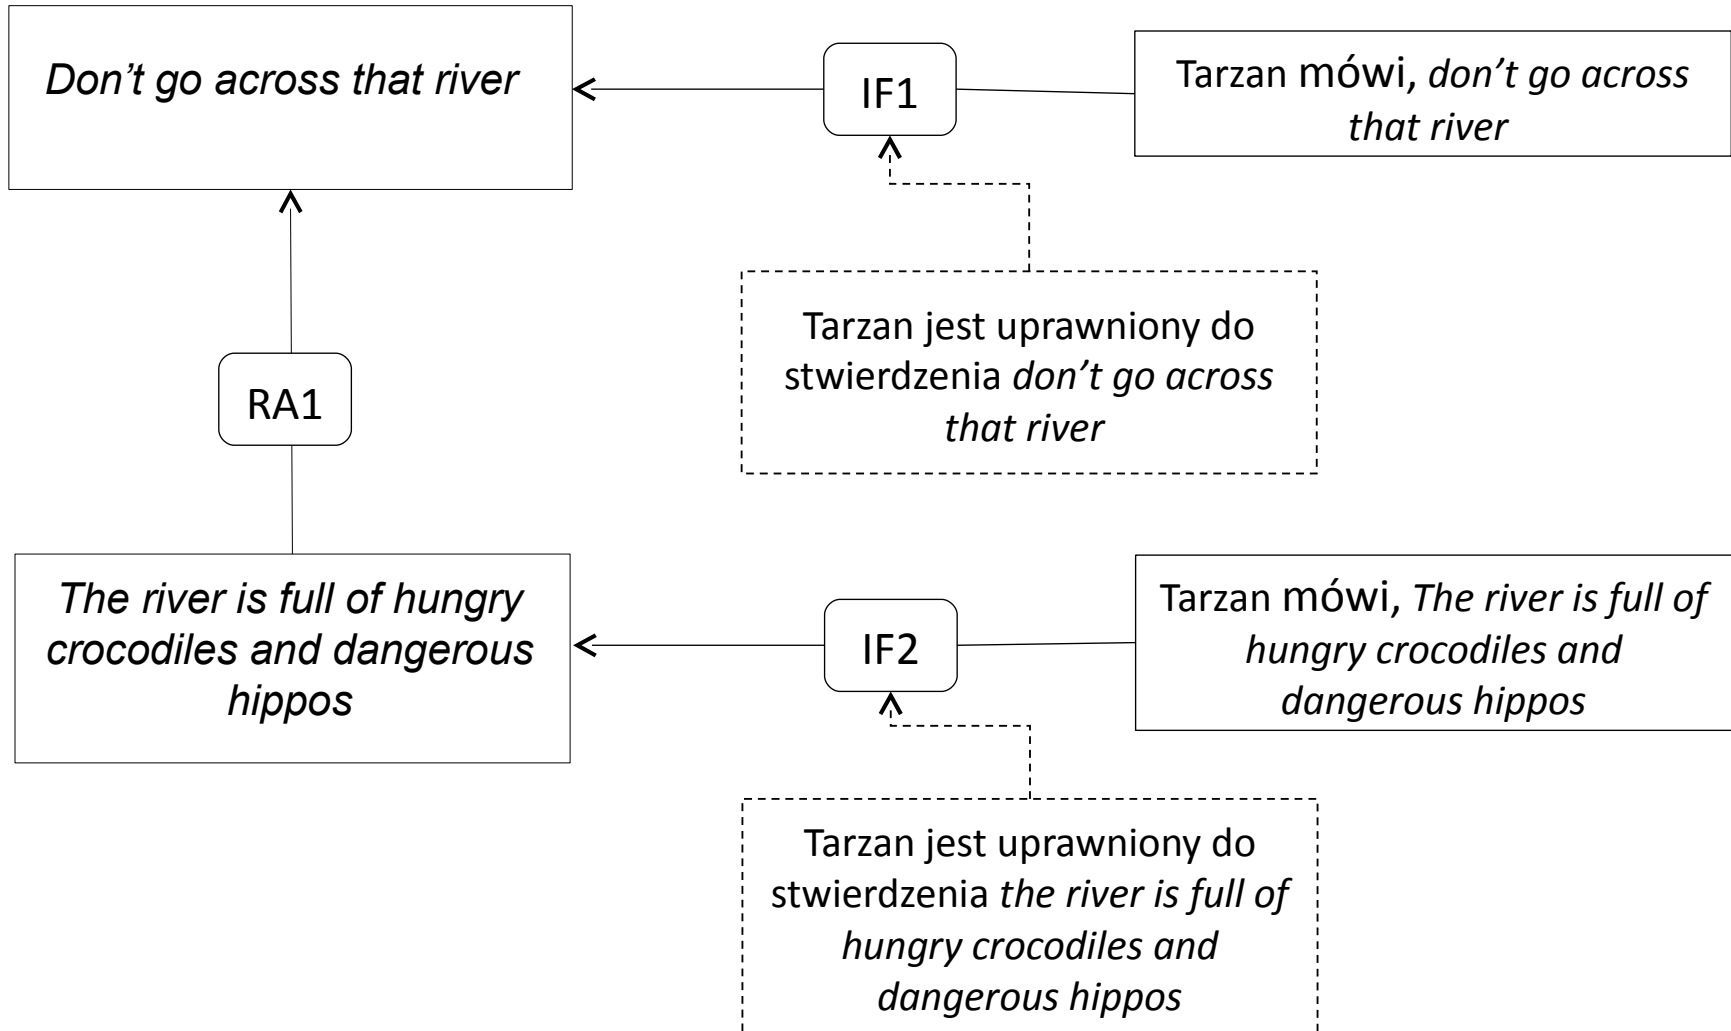 Don’t go across that river
IF1
Tarzan mówi, don’t go across
that river
Tarzan jest uprawniony do
stwierdzenia don’t go across
that river
RA1
The river is full of hungry
crocodiles and dangerous
hippos
IF2
Tarzan mówi, The river is full of
hungry crocodiles and
dangerous hippos
Tarzan jest uprawniony do
stwierdzenia the river is full of
hungry crocodiles and
dangerous hippos